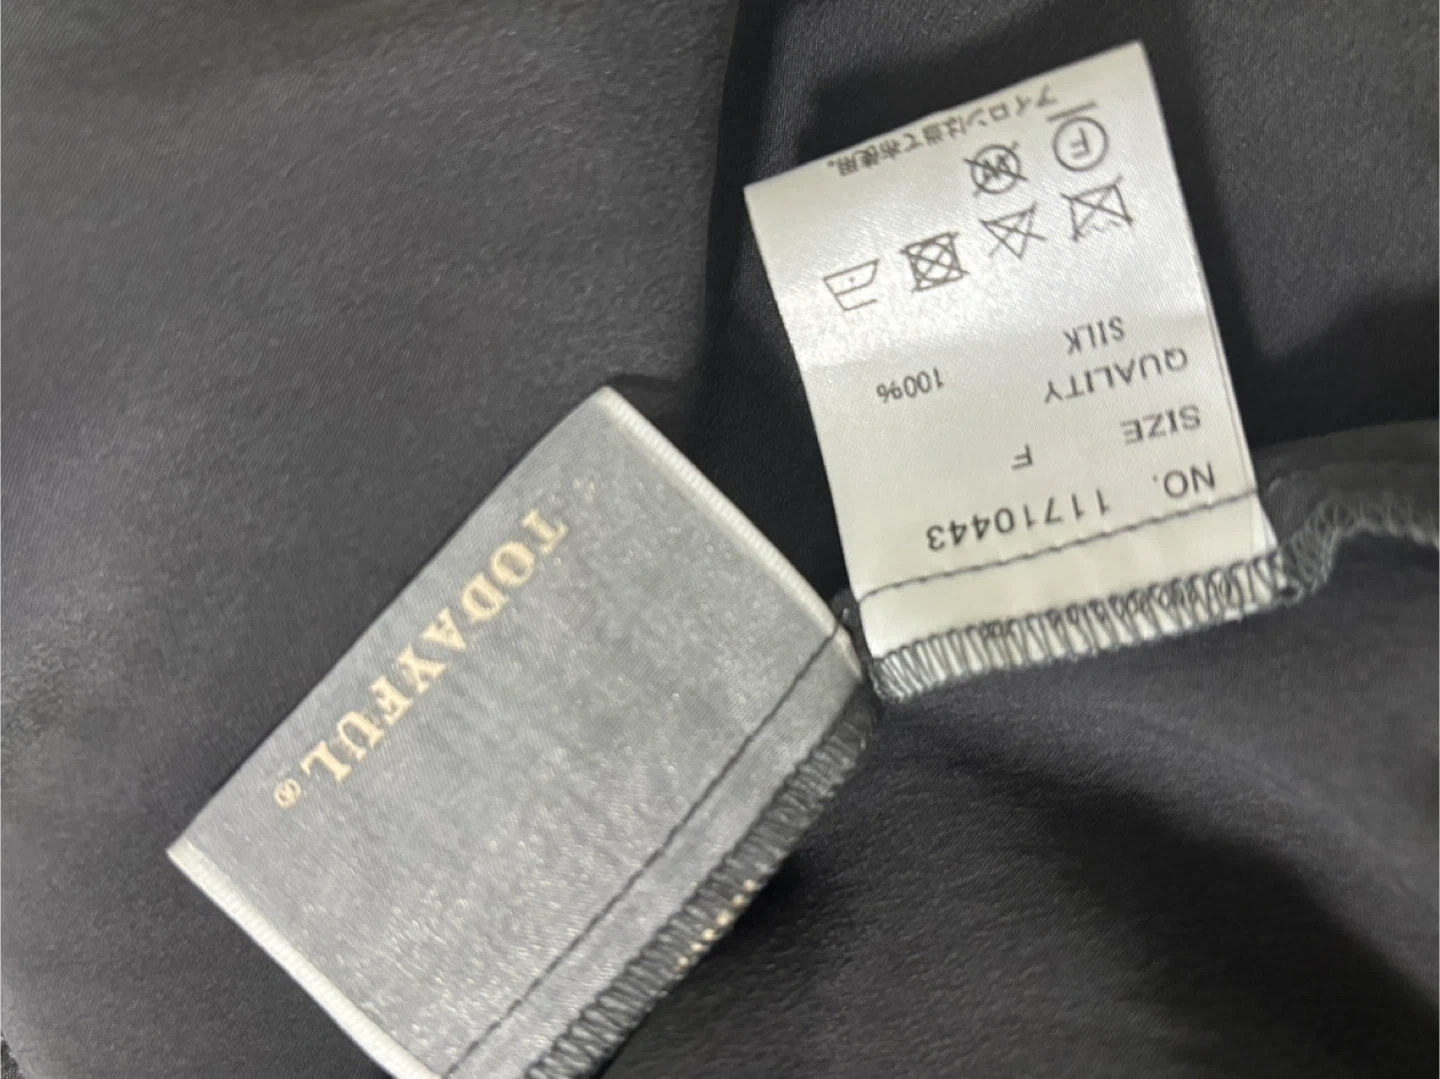 TODAYFUL®
NO. 11710443
SIZE F
QUALITY
SILK 100%
F
W
アイロンは当て布使用。